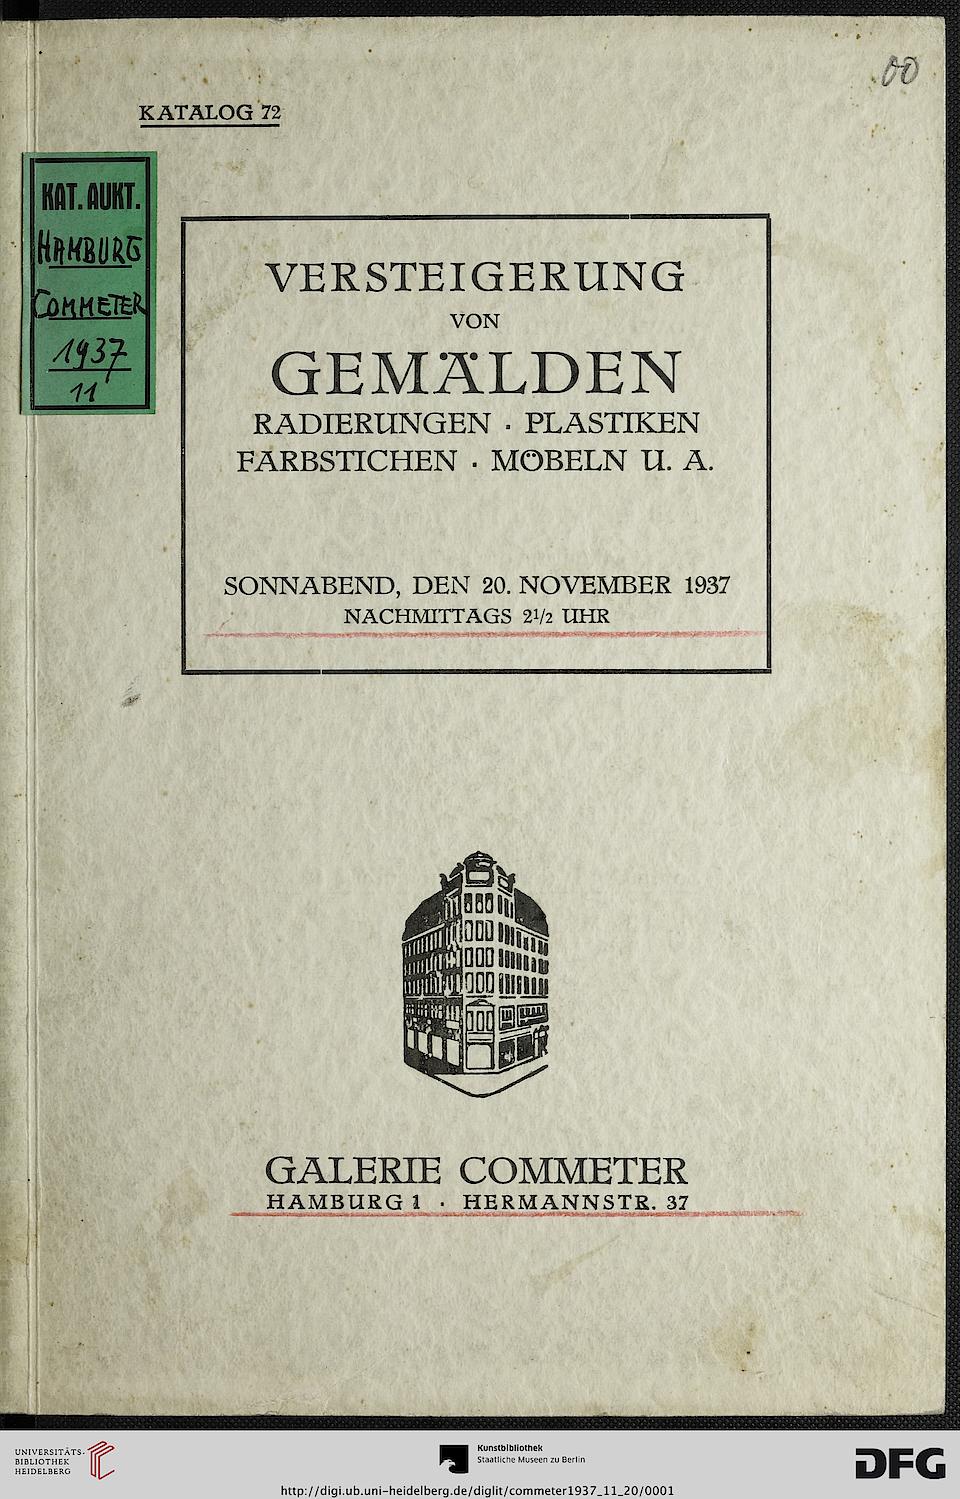 00
KATALOG 72
KAT. AUKT.
HAMBURG
COMMETER
1937
11
VERSTEIGERUNG
VON
GEMÄLDEN
RADIERUNGEN · PLASTIKEN
FARBSTICHEN · MÖBELN U. A.
SONNABEND, DEN 20. NOVEMBER 1937
NACHMITTAGS 2½ UHR
GALERIE COMMETER
HAMBURG 1 · HERMANNSTR. 37
UNIVERSITÄTS-
BIBLIOTHEK
HEIDELBERG
Kunstbibliothek
Staatliche Museen zu Berlin
DFG
http://digi.ub.uni-heidelberg.de/diglit/commeter1937_11_20/0001